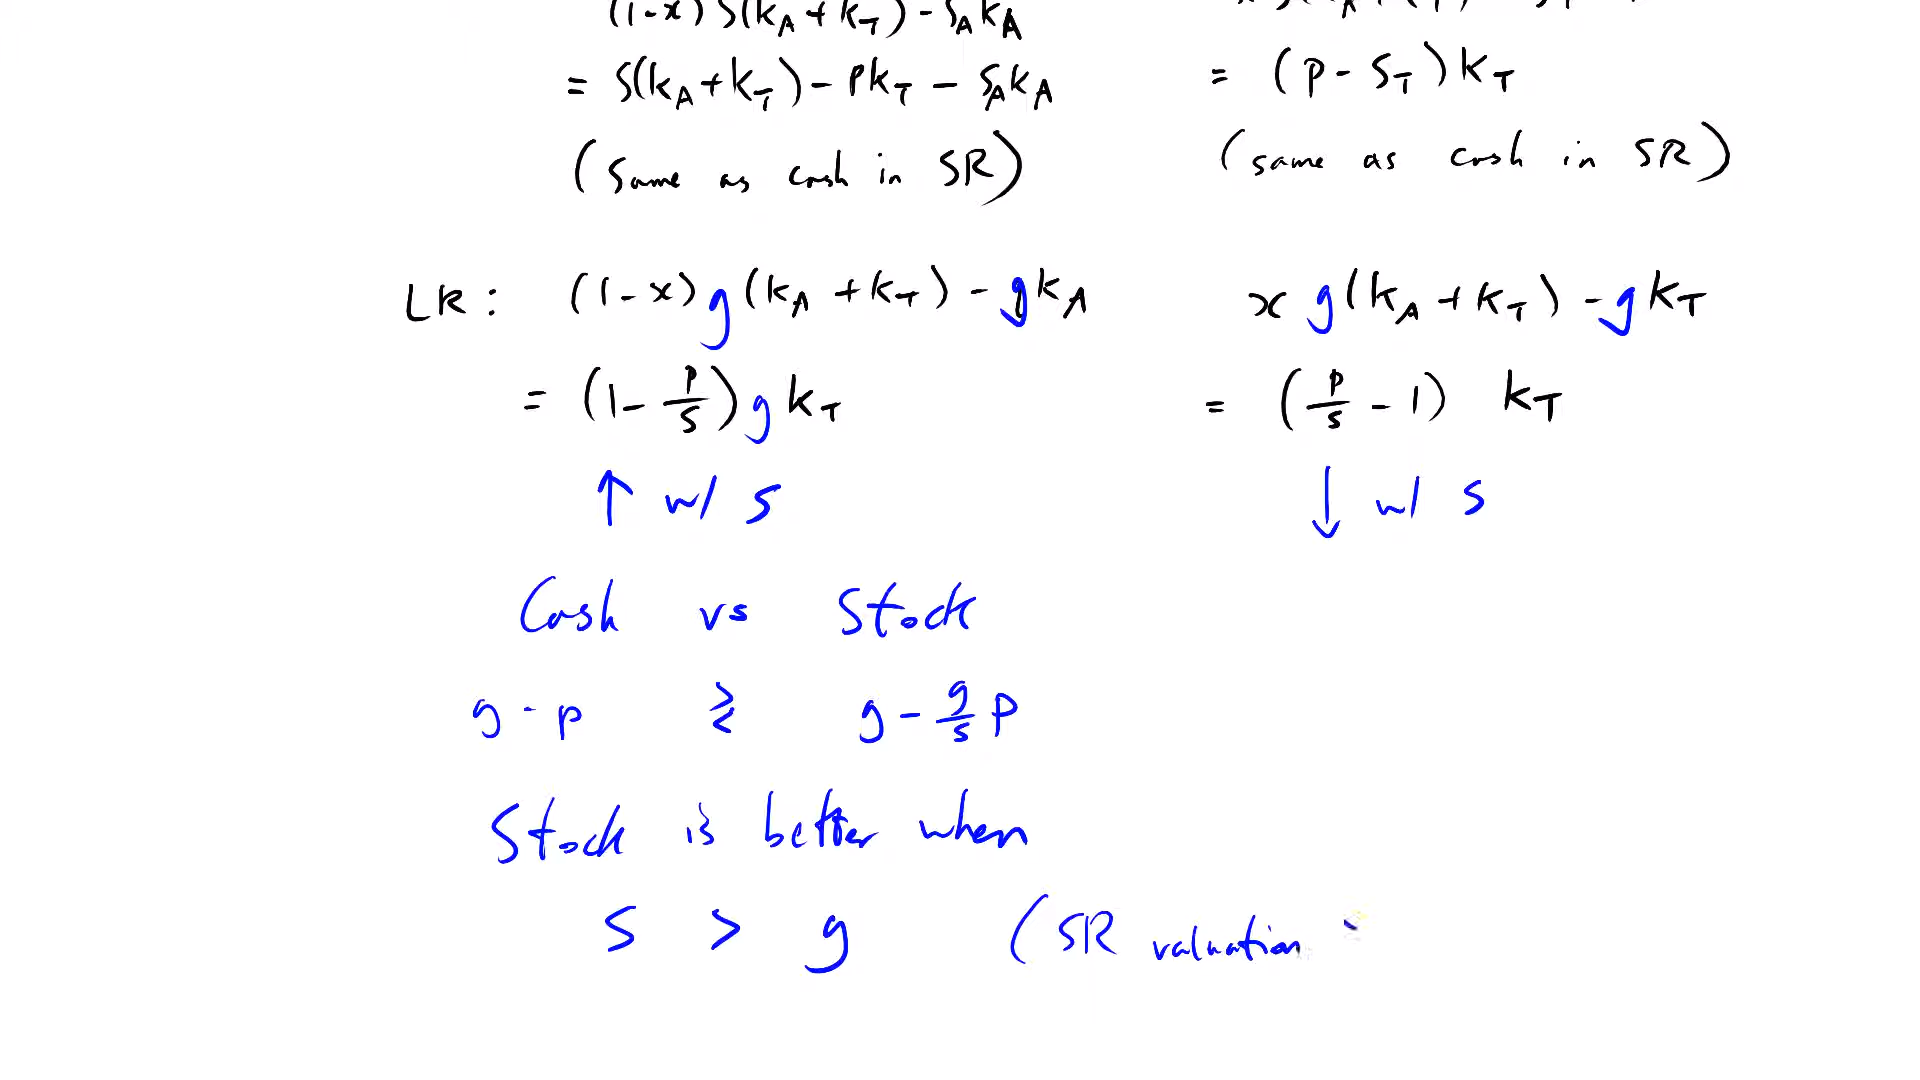 (1-x) S(k_A + k_T) - S_A k_A
= S(k_A + k_T) - p k_T - S_A k_A
(same as cash in SR)
= (p - S_T) k_T
(same as cash in SR)
LR: (1-x) g (k_A + k_T) - g k_A
= (1 - p/s) g k_T
↑ w/ s
x g (k_A + k_T) - g k_T
= (p/s - 1) k_T
↓ w/ s
Cash vs Stock
g - p ≷ g - g/s p
Stock is better when
s > g (SR valuation